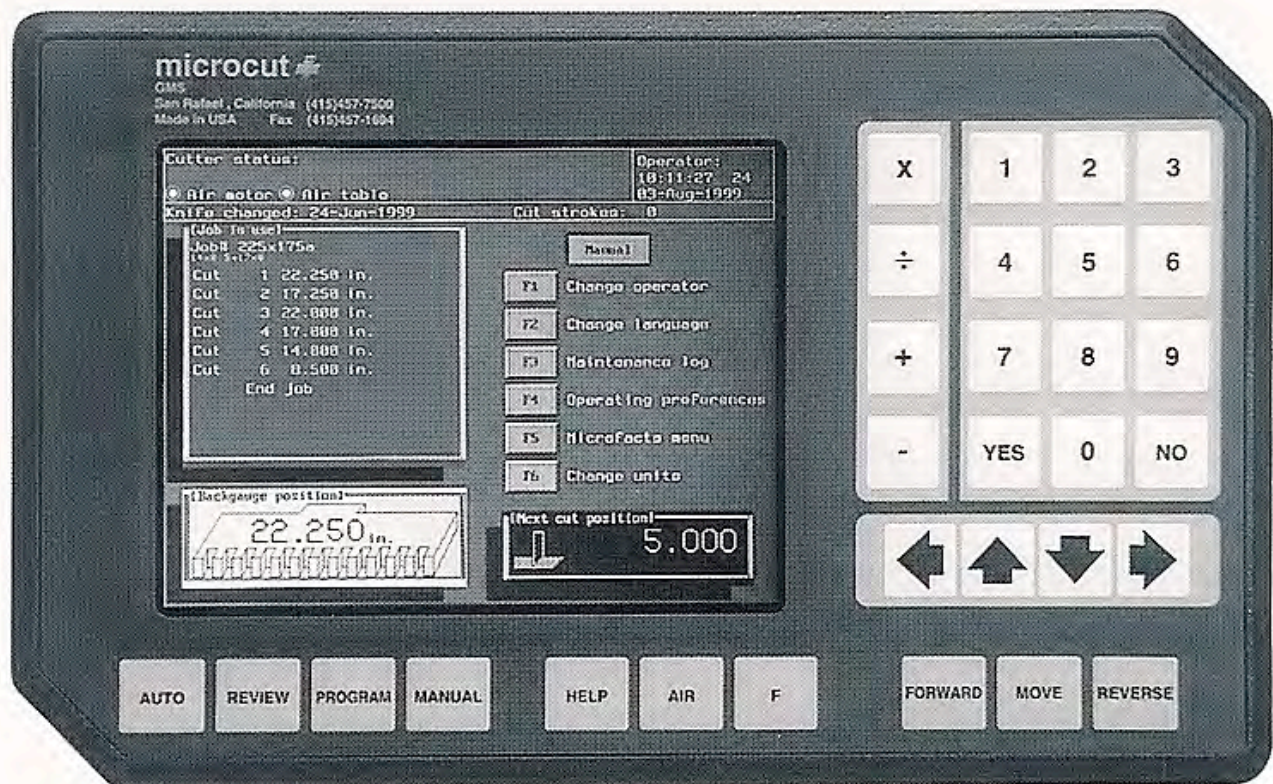 microcut
GMS
San Rafael , California (415)457-7500
Made in USA Fax (415)457-1694
Cutter status:
Operator:
10:11:27 24
03-Aug-1999
Air motor Air table
Knife changed: 24-Jun-1999 Cut strokes: 0
[Job in use]
Job# 225x175a
Cut 1 22.250 in.
Cut 2 17.250 in.
Cut 3 22.000 in.
Cut 4 17.000 in.
Cut 5 14.000 in.
Cut 6 8.500 in.
End job
Manual
F1 Change operator
F2 Change language
F3 Maintenance log
F4 Operating preferences
F5 Microfacts menu
F6 Change units
[Backgauge position]
22.250 in.
[Next cut position]
5.000
X 1 2 3
÷ 4 5 6
+ 7 8 9
- YES 0 NO
AUTO REVIEW PROGRAM MANUAL HELP AIR F FORWARD MOVE REVERSE